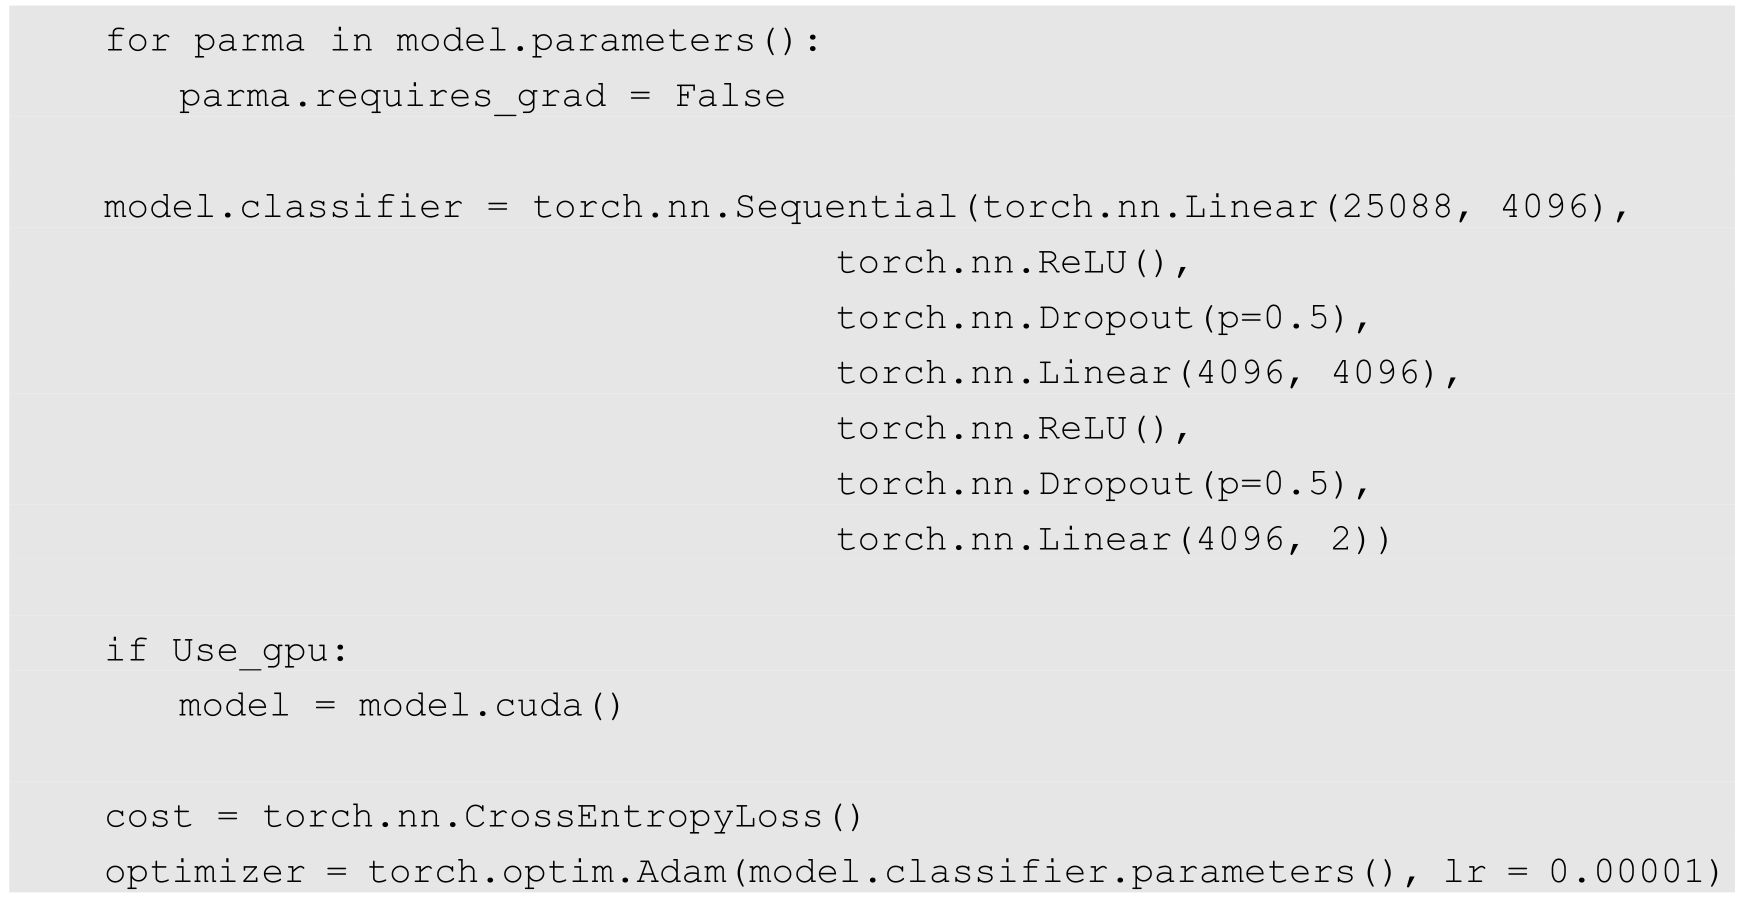 for parma in model.parameters():
parma.requires_grad = False
model.classifier = torch.nn.Sequential(torch.nn.Linear(25088, 4096),
torch.nn.ReLU(),
torch.nn.Dropout(p=0.5),
torch.nn.Linear(4096, 4096),
torch.nn.ReLU(),
torch.nn.Dropout(p=0.5),
torch.nn.Linear(4096, 2))
if Use_gpu:
model = model.cuda()
cost = torch.nn.CrossEntropyLoss()
optimizer = torch.optim.Adam(model.classifier.parameters(), lr = 0.00001)